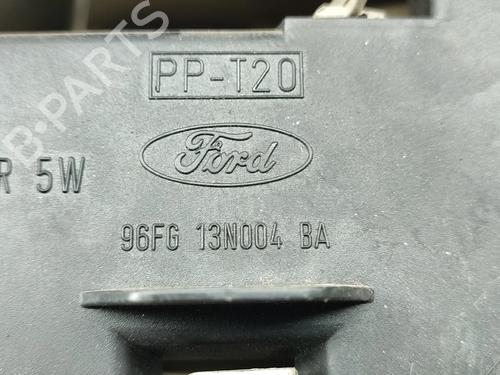 PP-T20
Ford
R 5W
96FG 13N004 BA
B-PARTS